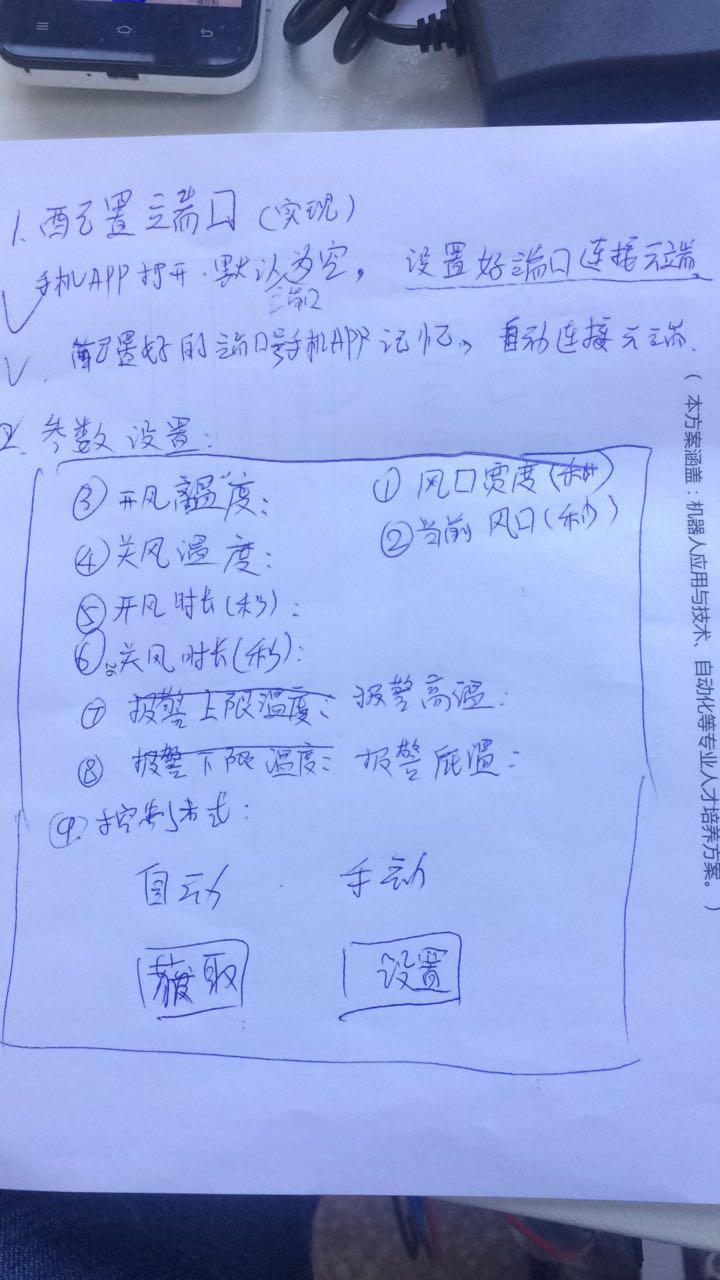 1. 配置端口 (实现)
手机APP打开. 默认为空, 设置好端口连接云端.
端口
配置好的端口号手机APP记忆, 自动连接云端.
2. 参数设置:
③ 开风温度: ① 风口宽度(秒)
④ 关风温度: ② 当前风口(秒)
⑤ 开风时长(秒):
⑥ 关风时长(秒):
⑦ 报警上限温度: 报警高温:
⑧ 报警下限温度: 报警底温:
⑨ 控制方式:
自动 手动
获取 设置
(本方案涵盖:机器人应用与技术、自动化等专业人才培养方案。)